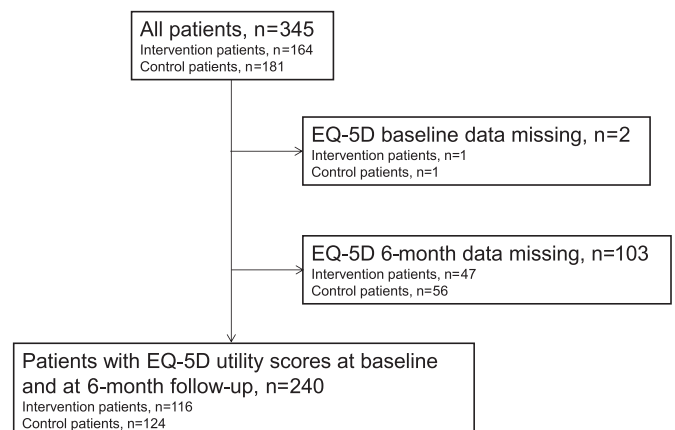 All patients, n=345
Intervention patients, n=164
Control patients, n=181
EQ-5D baseline data missing, n=2
Intervention patients, n=1
Control patients, n=1
EQ-5D 6-month data missing, n=103
Intervention patients, n=47
Control patients, n=56
Patients with EQ-5D utility scores at baseline
and at 6-month follow-up, n=240
Intervention patients, n=116
Control patients, n=124